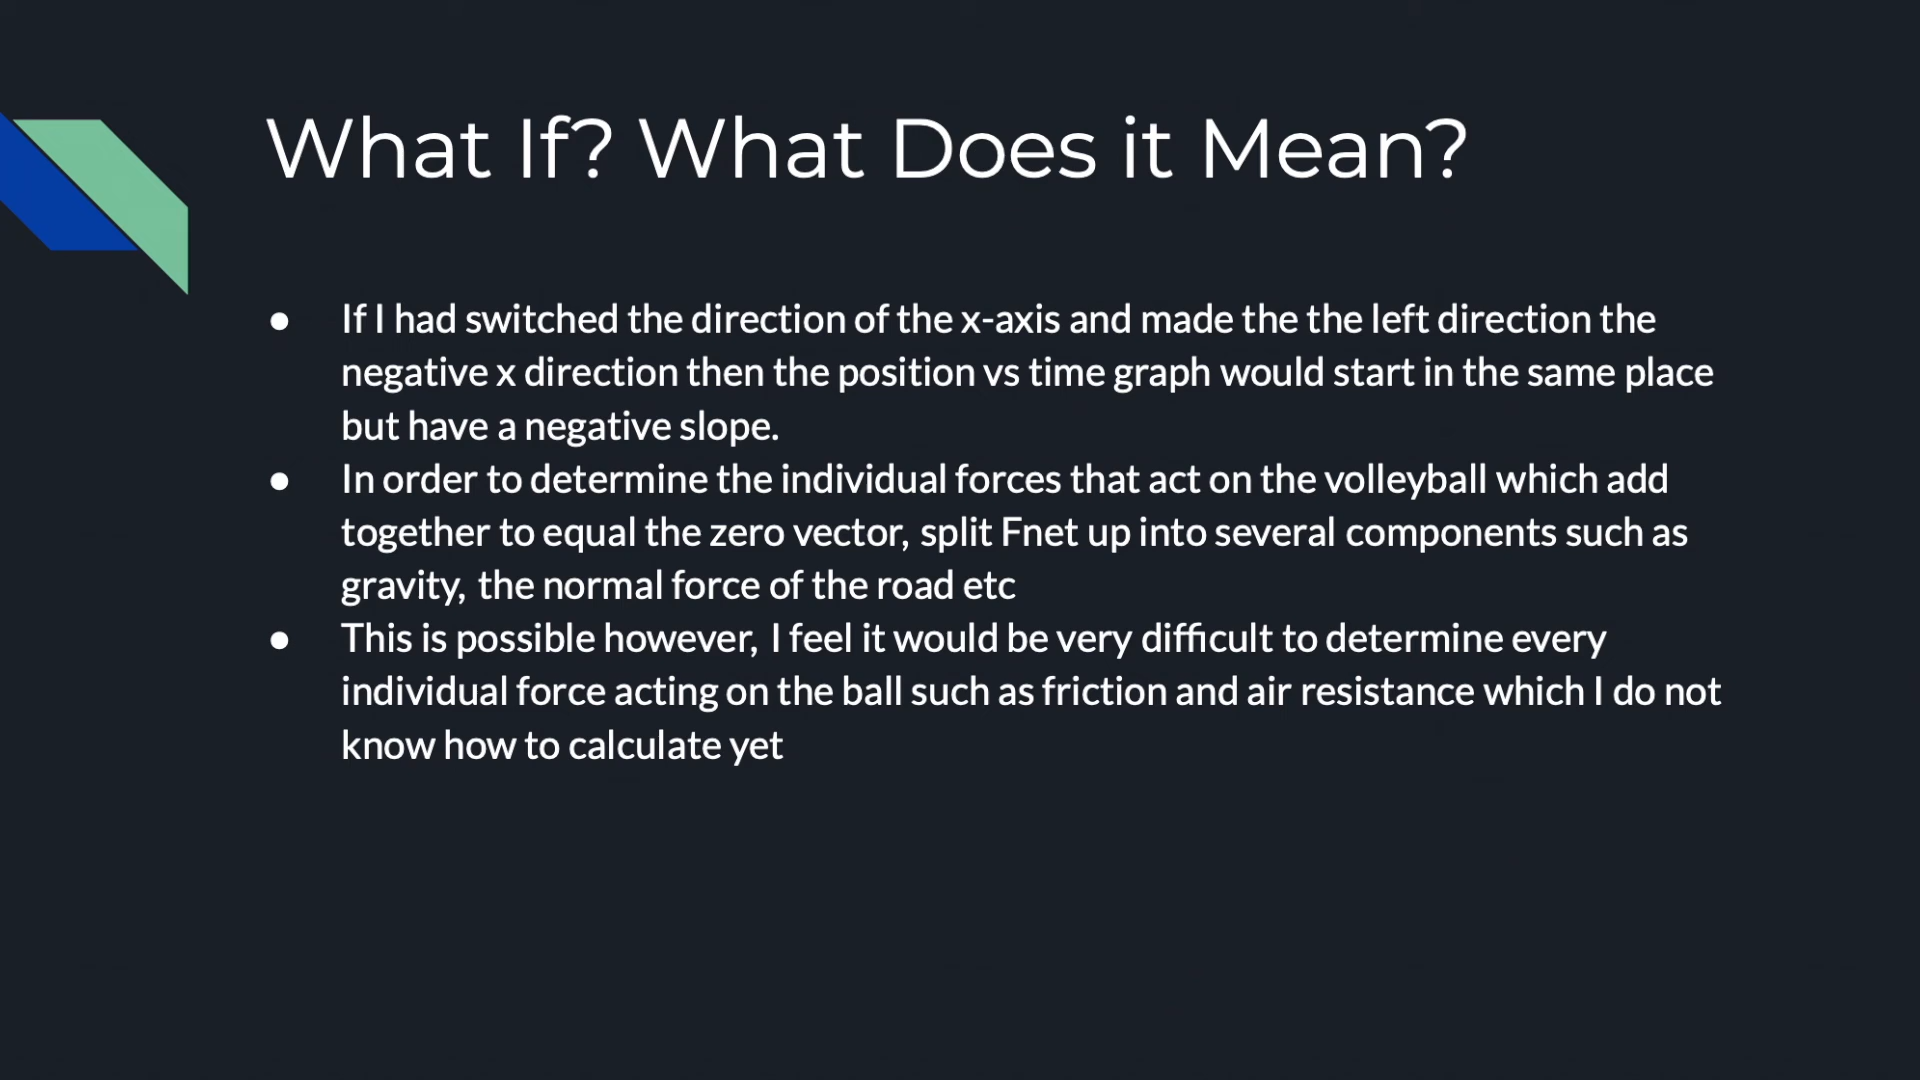 What If? What Does it Mean?
● If I had switched the direction of the x-axis and made the the left direction the
negative x direction then the position vs time graph would start in the same place
but have a negative slope.
● In order to determine the individual forces that act on the volleyball which add
together to equal the zero vector, split Fnet up into several components such as
gravity, the normal force of the road etc
● This is possible however, I feel it would be very difficult to determine every
individual force acting on the ball such as friction and air resistance which I do not
know how to calculate yet